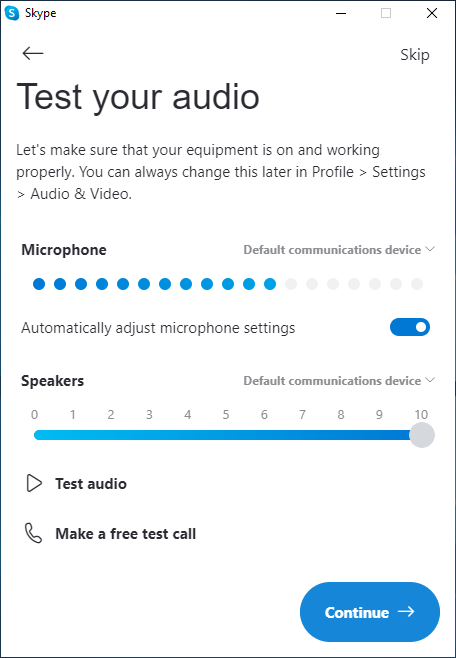 Skype
Skip
Test your audio
Let's make sure that your equipment is on and working
properly. You can always change this later in Profile > Settings
> Audio & Video.
Microphone Default communications device
Automatically adjust microphone settings
Speakers Default communications device
0 1 2 3 4 5 6 7 8 9 10
Test audio
Make a free test call
Continue